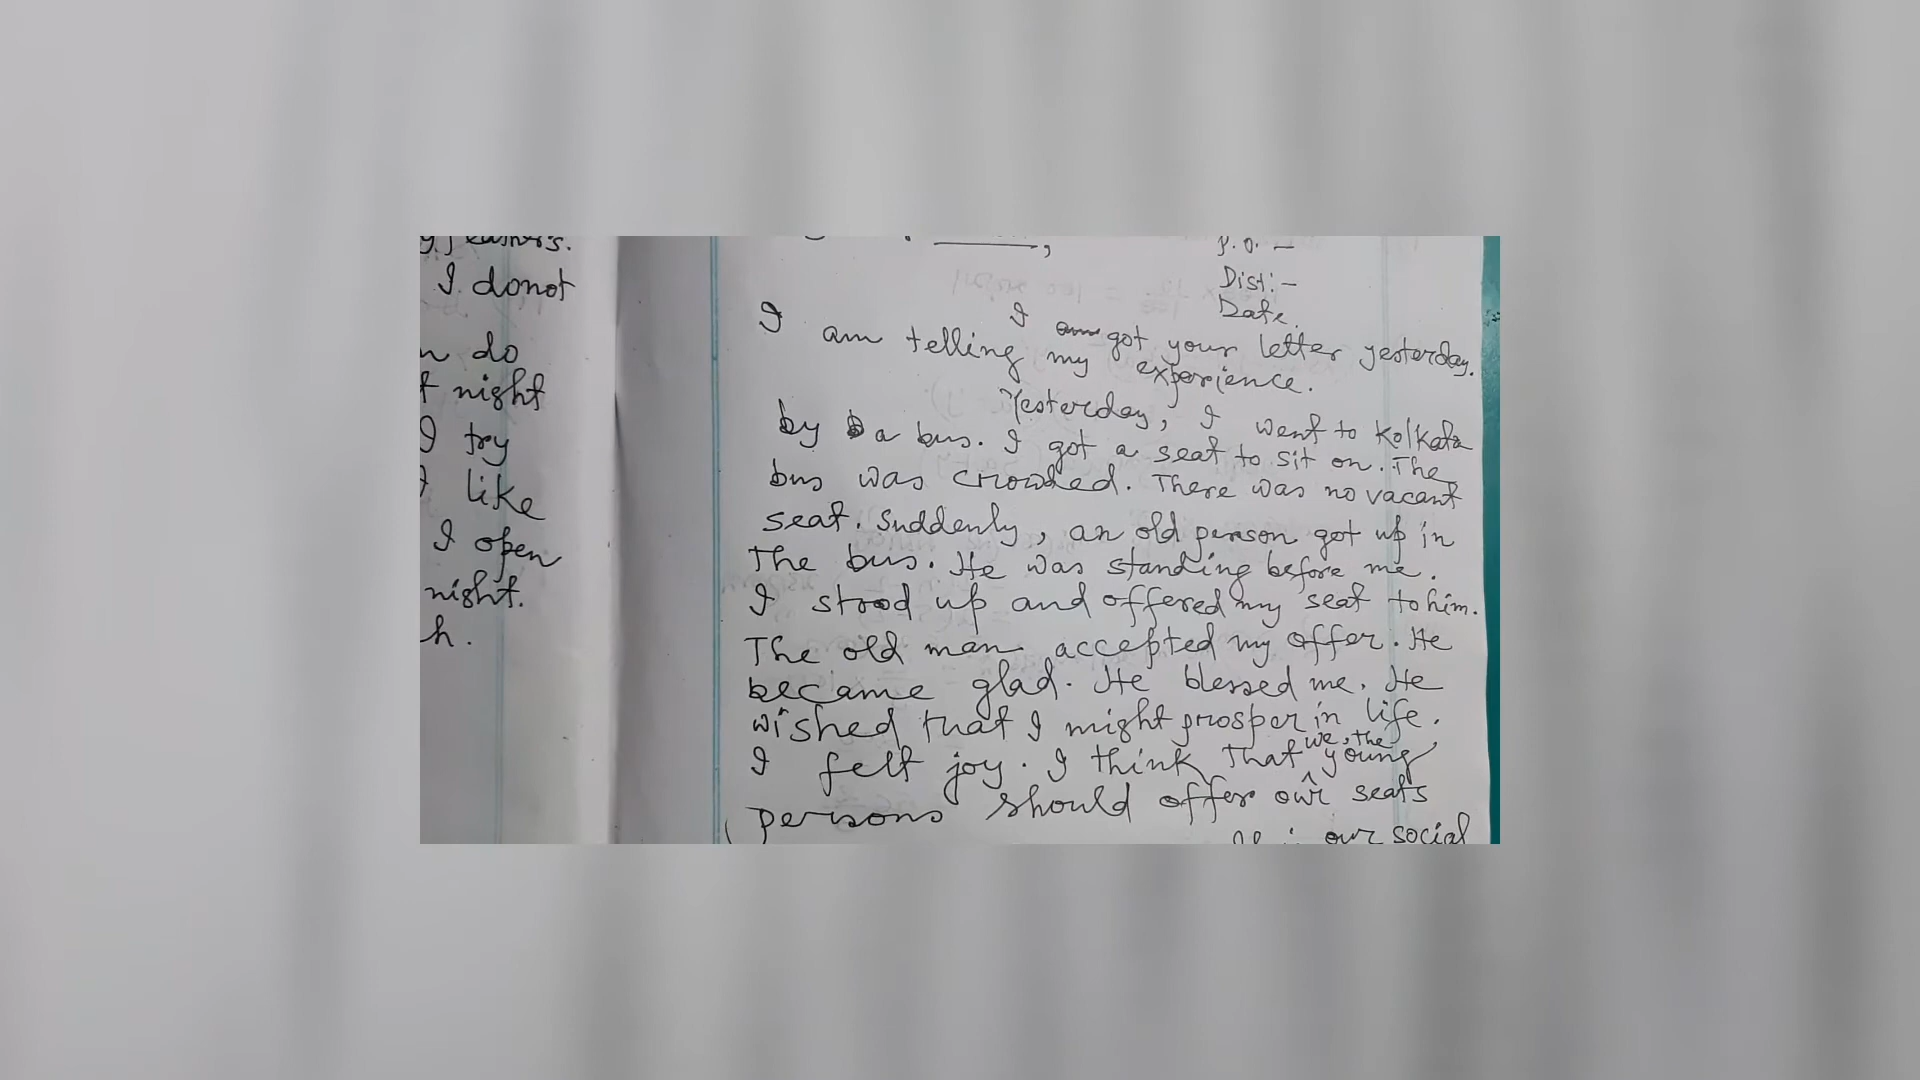 I donot
do
night
I try
like
I open
night.
h.
P.O. -
Dist:-
Date.
I got your letter yesterday.
I am telling my experience.
Yesterday, I went to Kolkata
by a bus. I got a seat to sit on. The
bus was crowded. There was no vacant
seat. Suddenly, an old person got up in
The bus. He was standing before me.
I stood up and offered my seat to him.
The old man accepted my offer. He
became glad. He blessed me. He
wished that I might prosper in life.
I felt joy. I think that we, the young
persons should offer our seats
our social